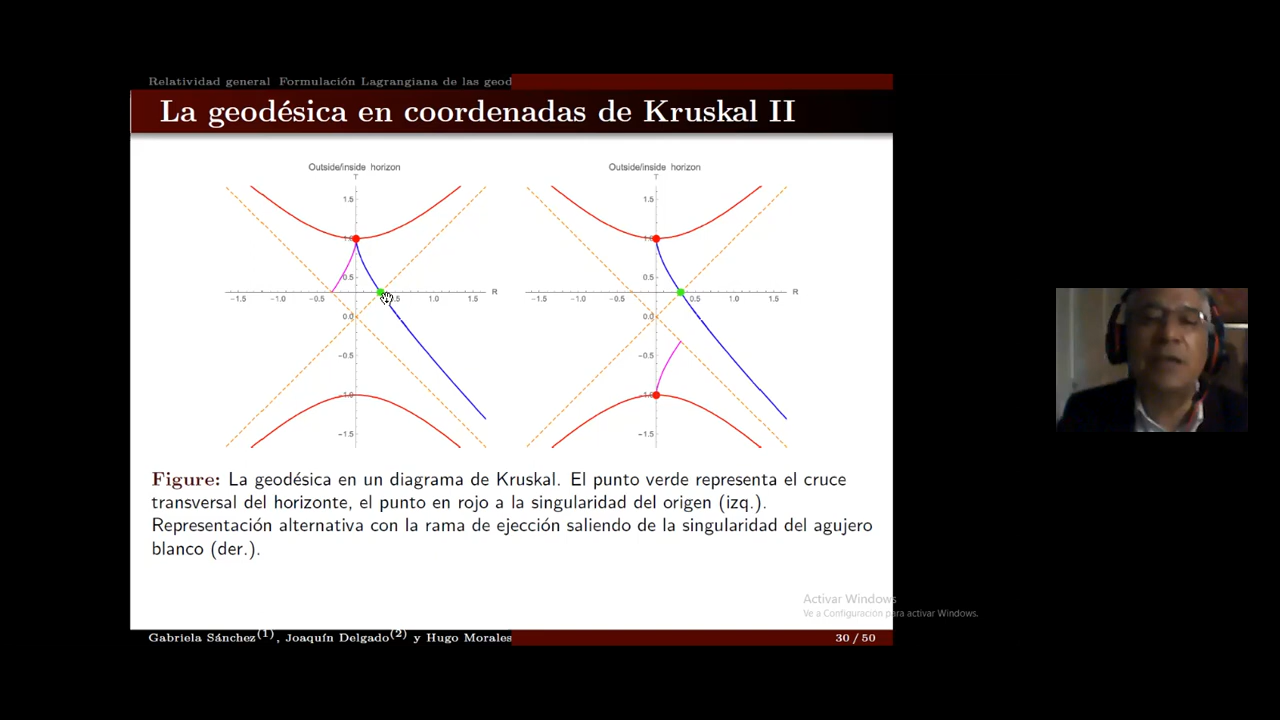 Relatividad general Formulación Lagrangiana de las geod
La geodésica en coordenadas de Kruskal II
Outside/inside horizon
T
1.5
1.0
0.5
0.0
−0.5
−1.0
−1.5
−1.5 −1.0 −0.5 0.5 1.0 1.5 R
Outside/inside horizon
T
1.5
1.0
0.5
0.0
−0.5
−1.0
−1.5
−1.5 −1.0 −0.5 0.5 1.0 1.5 R
Figure: La geodésica en un diagrama de Kruskal. El punto verde representa el cruce
transversal del horizonte, el punto en rojo a la singularidad del origen (izq.).
Representación alternativa con la rama de ejección saliendo de la singularidad del agujero
blanco (der.).
Activar Windows
Ve a Configuración para activar Windows.
Gabriela Sánchez(1), Joaquín Delgado(2) y Hugo Morales
30 / 50